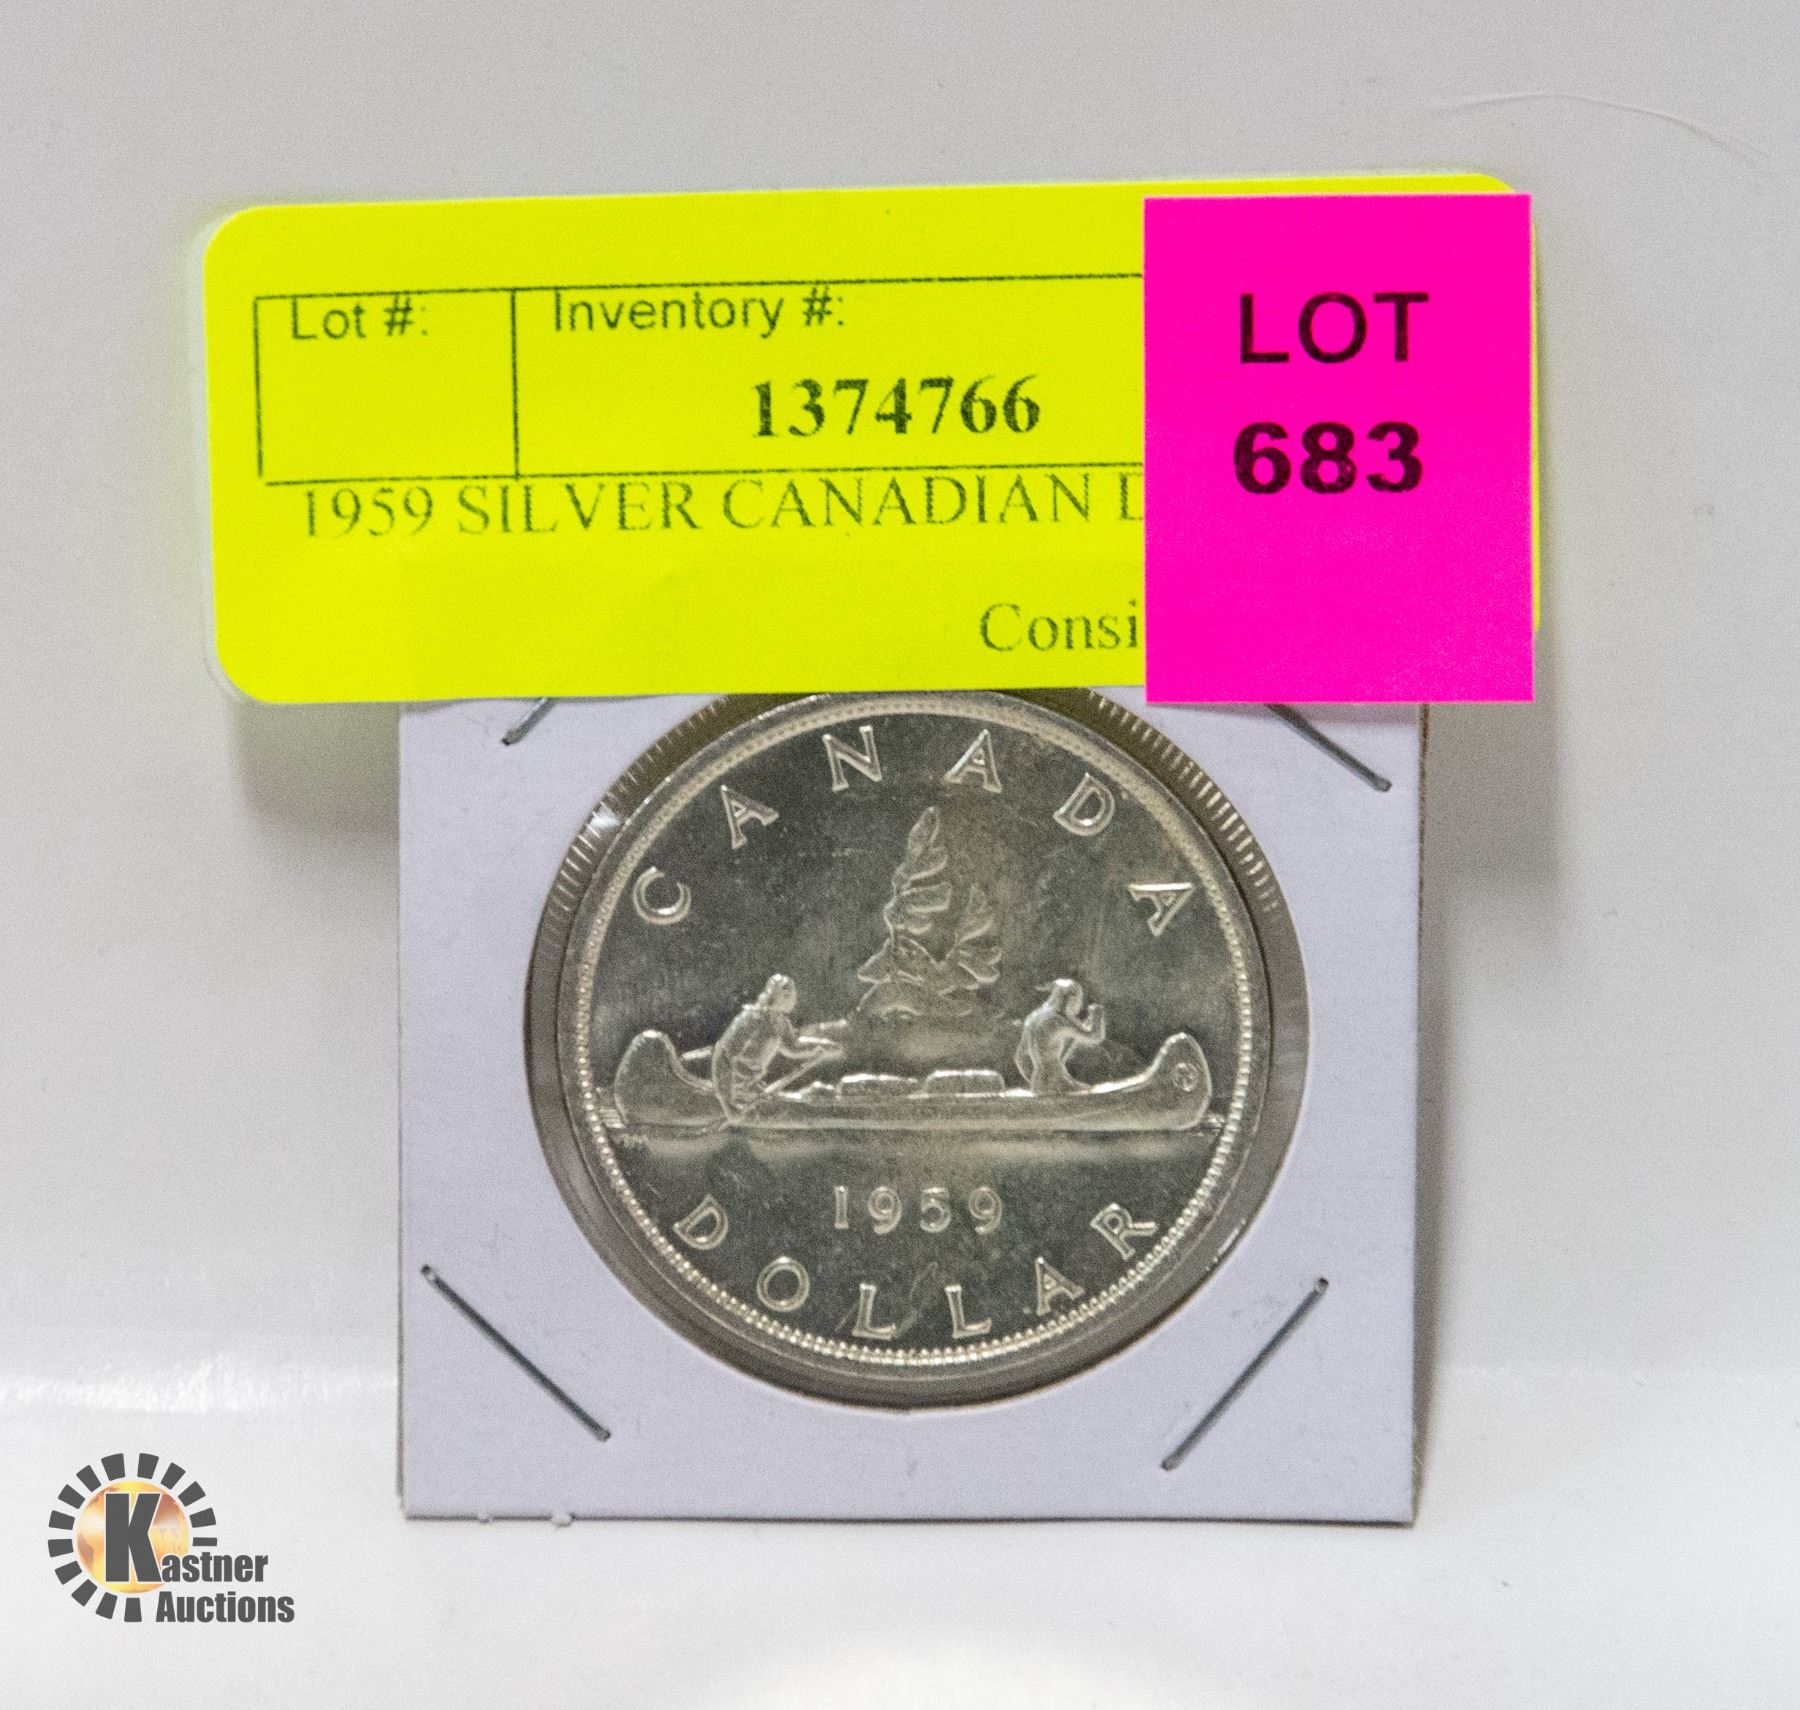 Lot #:
Inventory #:
1374766
LOT
683
1959 SILVER CANADIAN
Consi
CANADA
1959
DOLLAR
Kastner
Auctions